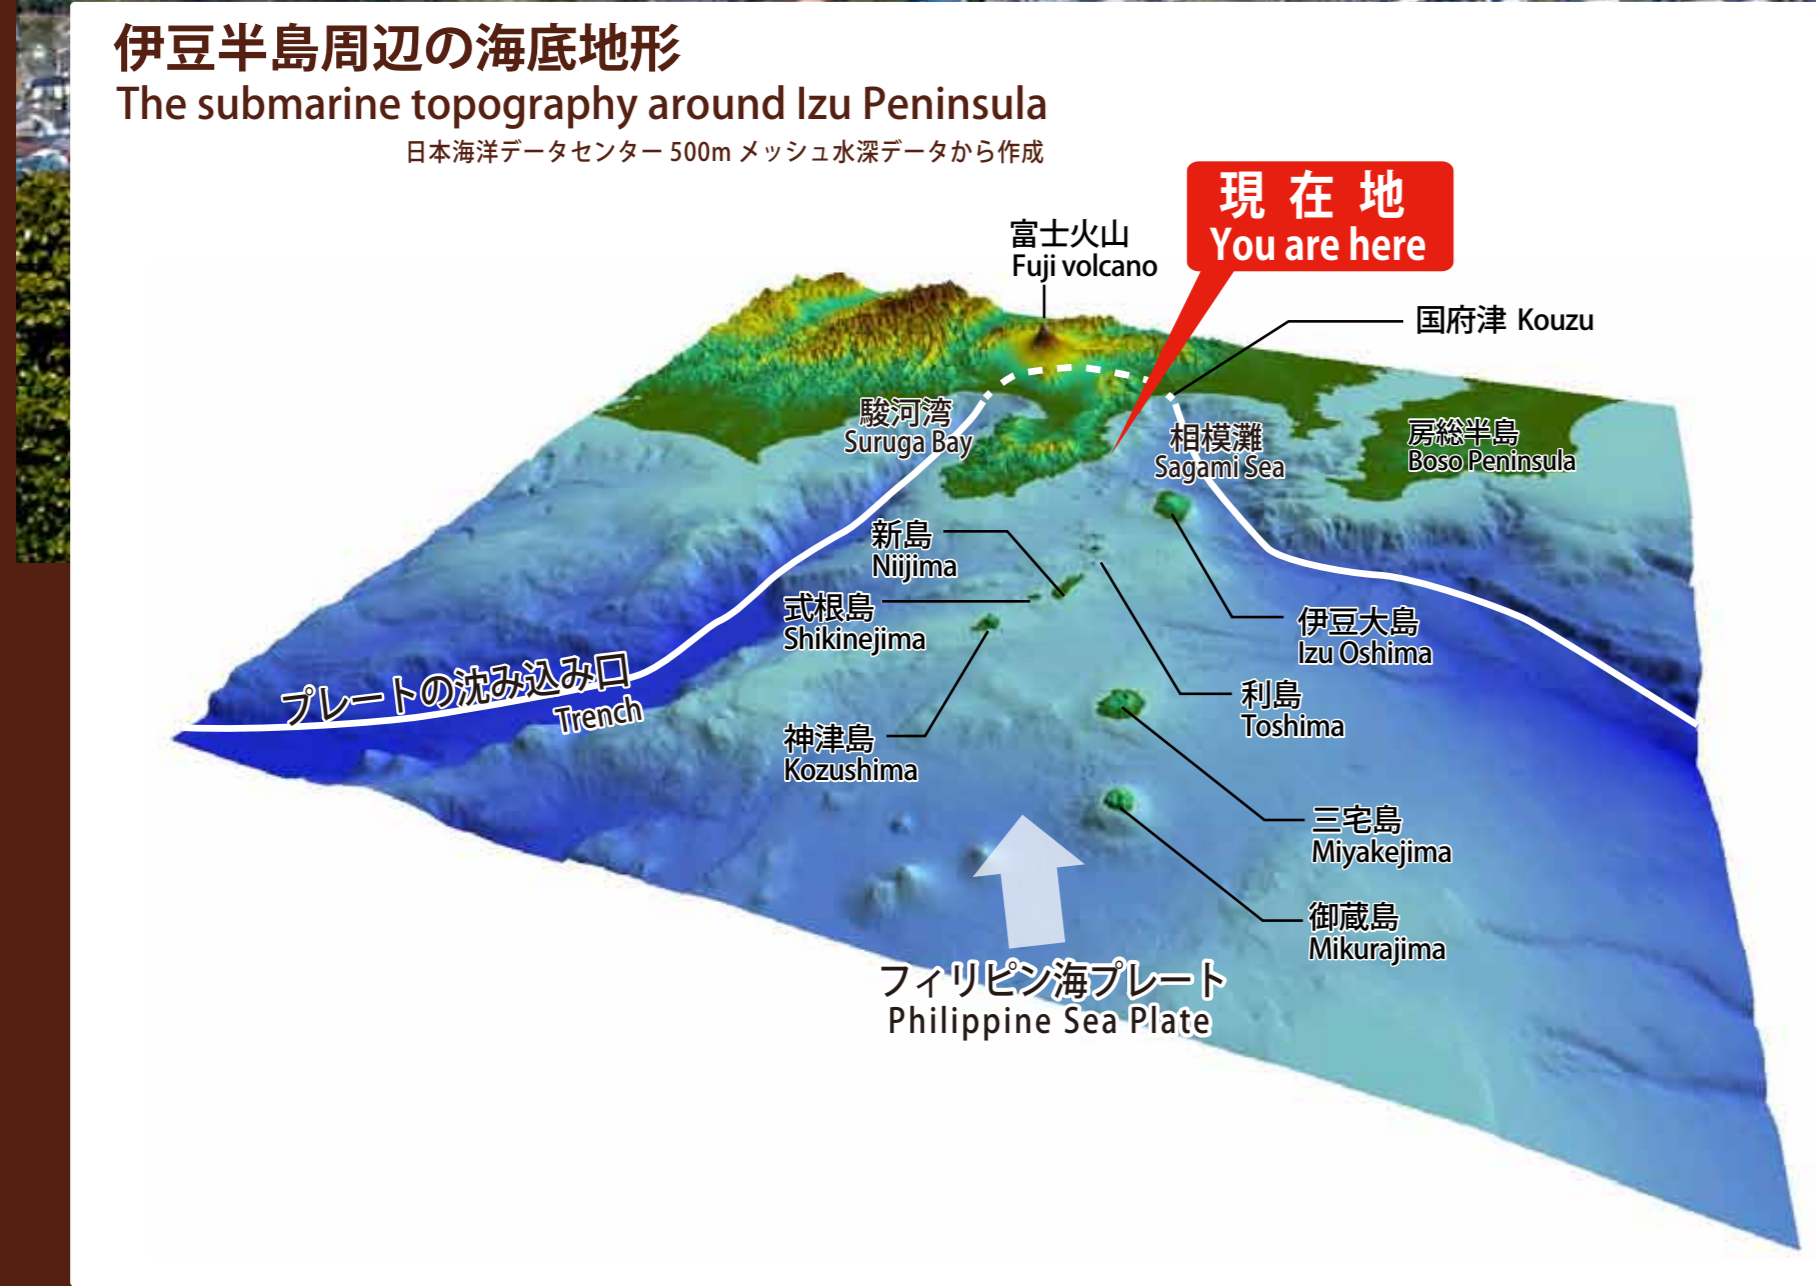 伊豆半島周辺の海底地形
The submarine topography around Izu Peninsula
日本海洋データセンター 500m メッシュ水深データから作成
現在地
You are here
富士火山
Fuji volcano
国府津 Kouzu
駿河湾
Suruga Bay
相模灘
Sagami Sea
房総半島
Boso Peninsula
新島
Niijima
式根島
Shikinejima
伊豆大島
Izu Oshima
プレートの沈み込み口
Trench
利島
Toshima
神津島
Kozushima
三宅島
Miyakejima
御蔵島
Mikurajima
フィリピン海プレート
Philippine Sea Plate